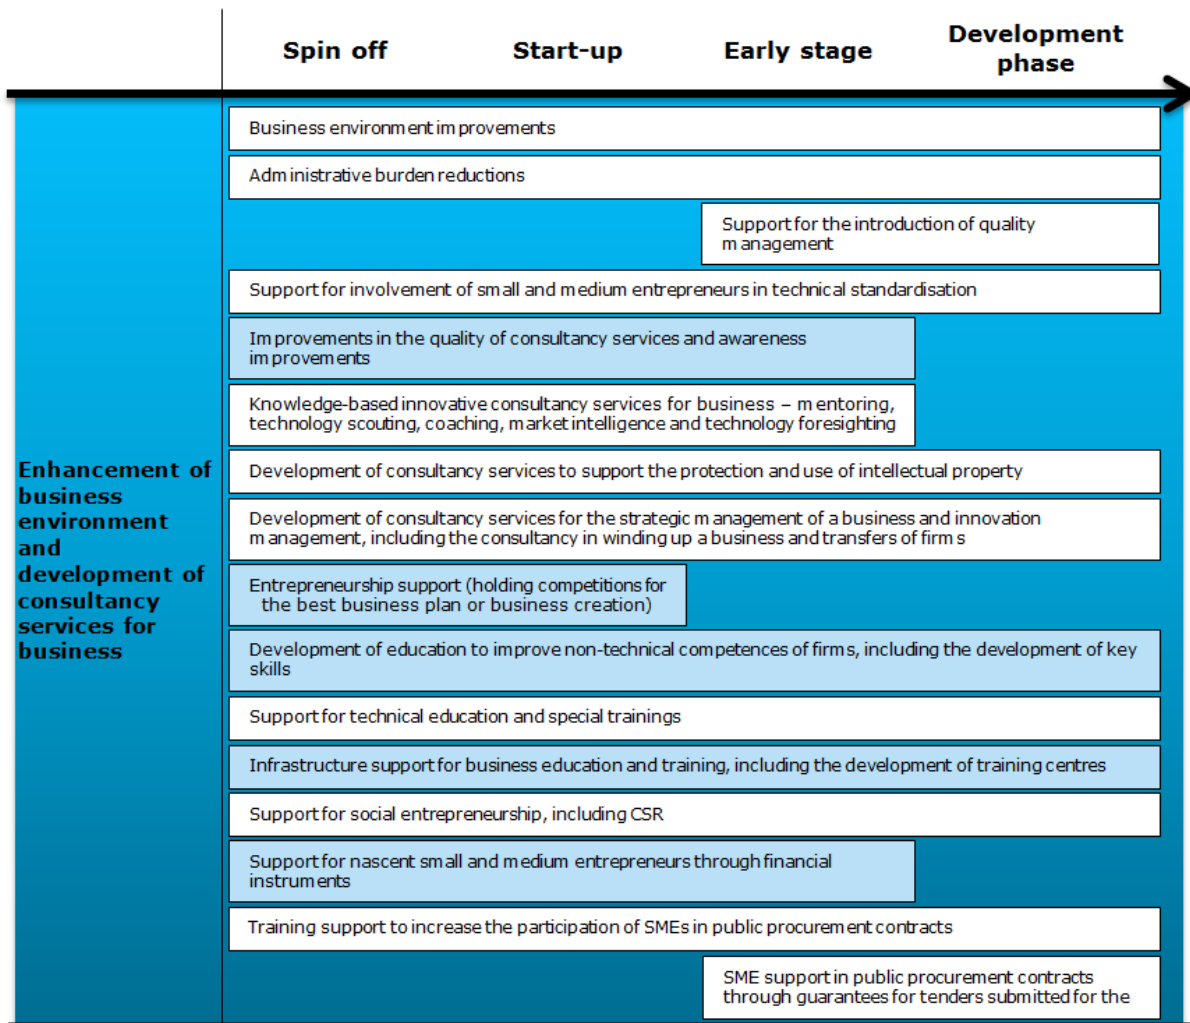 Spin off
Start-up
Early stage
Development
phase
Enhancement of
business
environment
and
development of
consultancy
services for
business
Business environment improvements
Administrative burden reductions
Support for the introduction of quality
management
Support for involvement of small and medium entrepreneurs in technical standardisation
Improvements in the quality of consultancy services and awareness
improvements
Knowledge-based innovative consultancy services for business – mentoring,
technology scouting, coaching, market intelligence and technology foresighting
Development of consultancy services to support the protection and use of intellectual property
Development of consultancy services for the strategic management of a business and innovation
management, including the consultancy in winding up a business and transfers of firms
Entrepreneurship support (holding competitions for
the best business plan or business creation)
Development of education to improve non-technical competences of firms, including the development of key
skills
Support for technical education and special trainings
Infrastructure support for business education and training, including the development of training centres
Support for social entrepreneurship, including CSR
Support for nascent small and medium entrepreneurs through financial
instruments
Training support to increase the participation of SMEs in public procurement contracts
SME support in public procurement contracts
through guarantees for tenders submitted for the